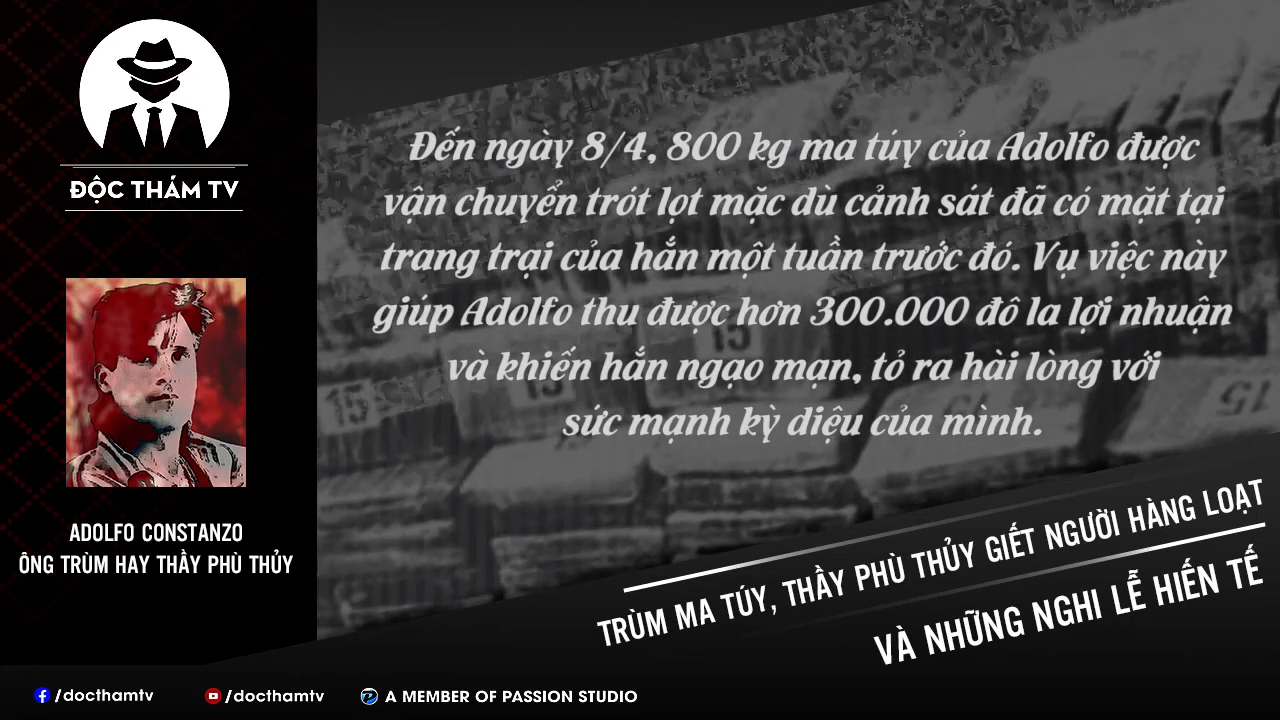 ĐỘC THÁM TV
ADOLFO CONSTANZO
ÔNG TRÙM HAY THẦY PHÙ THỦY
Đến ngày 8/4, 800 kg ma túy của Adolfo được
vận chuyển trót lọt mặc dù cảnh sát đã có mặt tại
trang trại của hắn một tuần trước đó. Vụ việc này
giúp Adolfo thu được hơn 300.000 đô la lợi nhuận
và khiến hắn ngạo mạn, tỏ ra hài lòng với
sức mạnh kỳ diệu của mình.
15
13
15
15
TRÙM MA TÚY, THẦY PHÙ THỦY GIẾT NGƯỜI HÀNG LOẠT
VÀ NHỮNG NGHI LỄ HIẾN TẾ
/docthamtv
/docthamtv
A MEMBER OF PASSION STUDIO